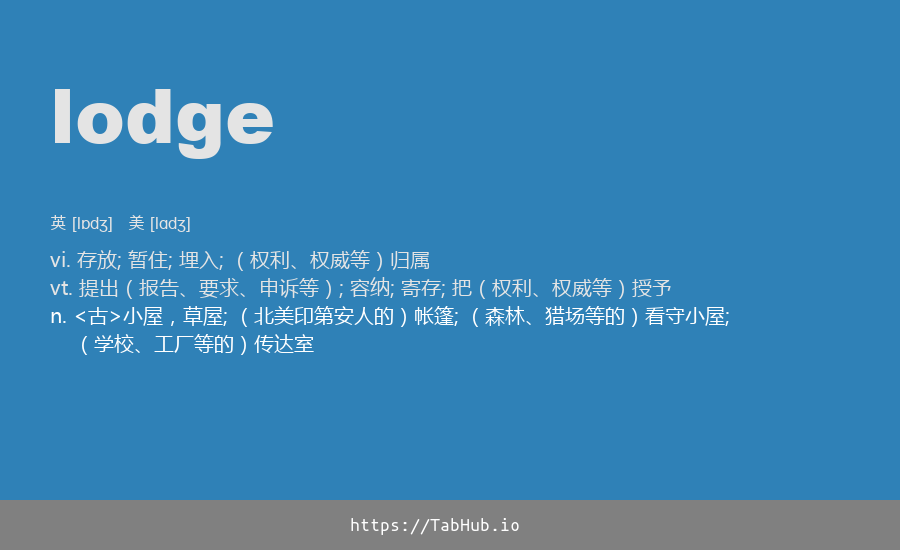 lodge
英 [lɒdʒ] 美 [lɑdʒ]
vi. 存放; 暂住; 埋入; （权利、权威等）归属
vt. 提出（报告、要求、申诉等）; 容纳; 寄存; 把（权利、权威等）授予
n. <古>小屋，草屋; （北美印第安人的）帐篷; （森林、猎场等的）看守小屋;
（学校、工厂等的）传达室
https://TabHub.io